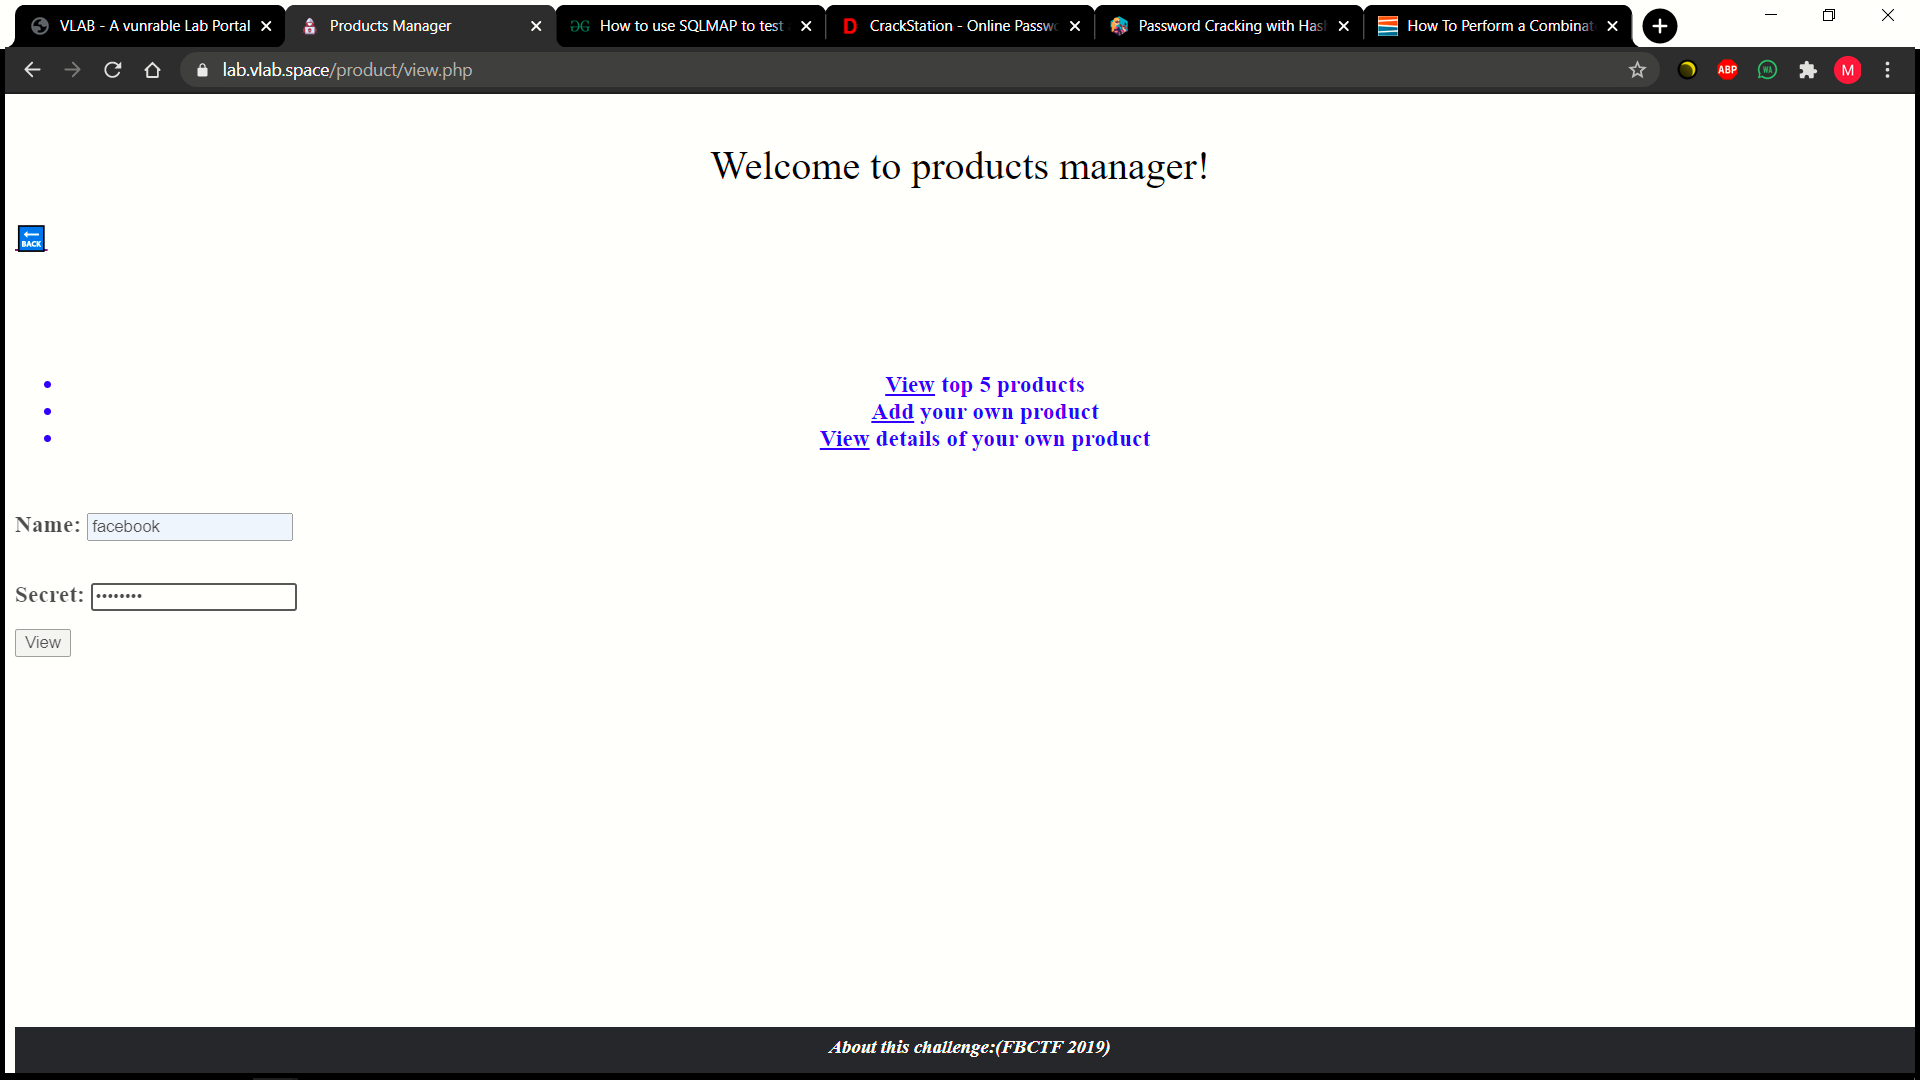 VLAB - A vunrable Lab Portal
Products Manager
How to use SQLMAP to test
CrackStation - Online Passw
Password Cracking with Has
How To Perform a Combinat
lab.vlab.space/product/view.php
ABP
WA
M
Welcome to products manager!
BACK
View top 5 products
Add your own product
View details of your own product
Name: facebook
Secret: ••••••••
View
About this challenge:(FBCTF 2019)